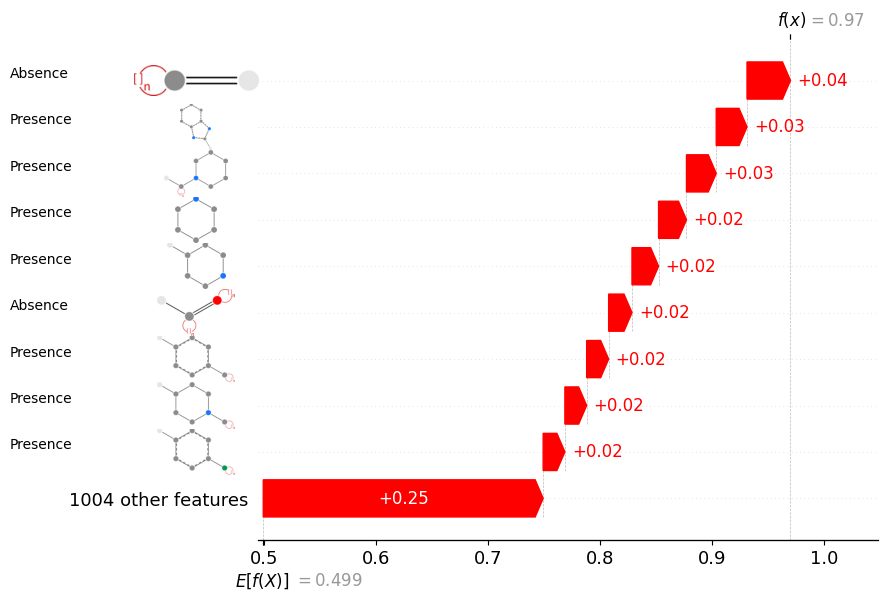 f(x) = 0.97
Absence +0.04
Presence +0.03
Presence +0.03
Presence +0.02
Presence +0.02
Absence +0.02
Presence +0.02
Presence +0.02
Presence +0.02
1004 other features +0.25
0.5 0.6 0.7 0.8 0.9 1.0
E[f(X)] = 0.499